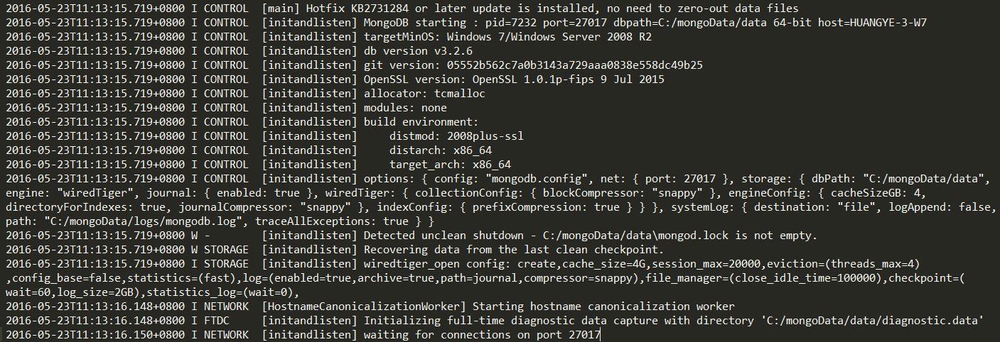 2016-05-23T11:13:15.719+0800 I CONTROL  [main] Hotfix KB2731284 or later update is installed, no need to zero-out data files
2016-05-23T11:13:15.719+0800 I CONTROL  [initandlisten] MongoDB starting : pid=7232 port=27017 dbpath=C:/mongoData/data 64-bit host=HUANGYE-3-W7
2016-05-23T11:13:15.719+0800 I CONTROL  [initandlisten] targetMinOS: Windows 7/Windows Server 2008 R2
2016-05-23T11:13:15.719+0800 I CONTROL  [initandlisten] db version v3.2.6
2016-05-23T11:13:15.719+0800 I CONTROL  [initandlisten] git version: 05552b562c7a0b3143a729aaa0838e558dc49b25
2016-05-23T11:13:15.719+0800 I CONTROL  [initandlisten] OpenSSL version: OpenSSL 1.0.1p-fips 9 Jul 2015
2016-05-23T11:13:15.719+0800 I CONTROL  [initandlisten] allocator: tcmalloc
2016-05-23T11:13:15.719+0800 I CONTROL  [initandlisten] modules: none
2016-05-23T11:13:15.719+0800 I CONTROL  [initandlisten] build environment:
2016-05-23T11:13:15.719+0800 I CONTROL  [initandlisten]     distmod: 2008plus-ssl
2016-05-23T11:13:15.719+0800 I CONTROL  [initandlisten]     distarch: x86_64
2016-05-23T11:13:15.719+0800 I CONTROL  [initandlisten]     target_arch: x86_64
2016-05-23T11:13:15.719+0800 I CONTROL  [initandlisten] options: { config: "mongodb.config", net: { port: 27017 }, storage: { dbPath: "C:/mongoData/data",
engine: "wiredTiger", journal: { enabled: true }, wiredTiger: { collectionConfig: { blockCompressor: "snappy" }, engineConfig: { cacheSizeGB: 4,
directoryForIndexes: true, journalCompressor: "snappy" }, indexConfig: { prefixCompression: true } } }, systemLog: { destination: "file", logAppend: false,
path: "C:/mongoData/logs/mongodb.log", traceAllExceptions: true } }
2016-05-23T11:13:15.719+0800 W -        [initandlisten] Detected unclean shutdown - C:/mongoData/data\mongod.lock is not empty.
2016-05-23T11:13:15.719+0800 W STORAGE  [initandlisten] Recovering data from the last clean checkpoint.
2016-05-23T11:13:15.719+0800 I STORAGE  [initandlisten] wiredtiger_open config: create,cache_size=4G,session_max=20000,eviction=(threads_max=4)
,config_base=false,statistics=(fast),log=(enabled=true,archive=true,path=journal,compressor=snappy),file_manager=(close_idle_time=100000),checkpoint=(
wait=60,log_size=2GB),statistics_log=(wait=0),
2016-05-23T11:13:16.148+0800 I NETWORK  [HostnameCanonicalizationWorker] Starting hostname canonicalization worker
2016-05-23T11:13:16.148+0800 I FTDC     [initandlisten] Initializing full-time diagnostic data capture with directory 'C:/mongoData/data/diagnostic.data'
2016-05-23T11:13:16.150+0800 I NETWORK  [initandlisten] waiting for connections on port 27017